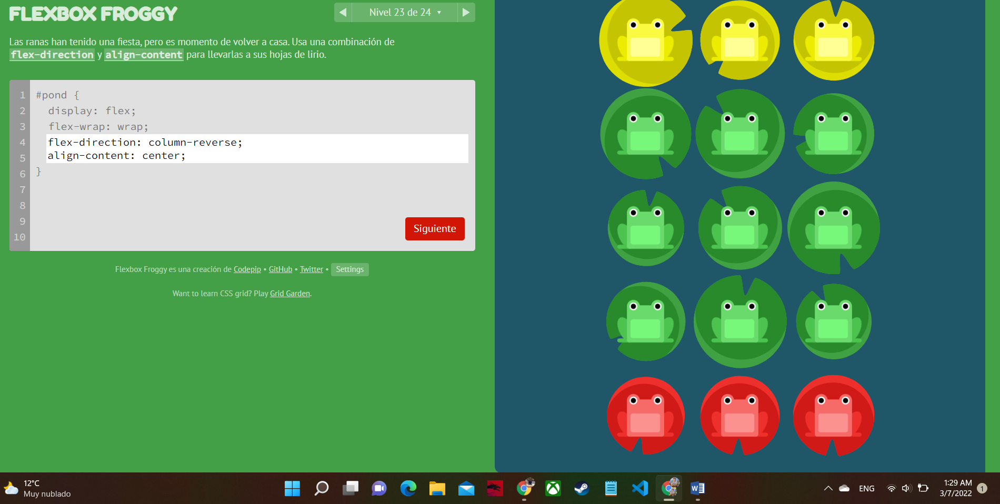 FLEXBOX FROGGY
Nivel 23 de 24
Las ranas han tenido una fiesta, pero es momento de volver a casa. Usa una combinación de
flex-direction y align-content para llevarlas a sus hojas de lirio.
1 #pond {
2 display: flex;
3 flex-wrap: wrap;
4 flex-direction: column-reverse;
5 align-content: center;
6 }
7
8
9
10
Siguiente
Flexbox Froggy es una creación de Codepip • GitHub • Twitter • Settings
Want to learn CSS grid? Play Grid Garden.
12°C
Muy nublado
W
ENG
1:29 AM
3/7/2022
1